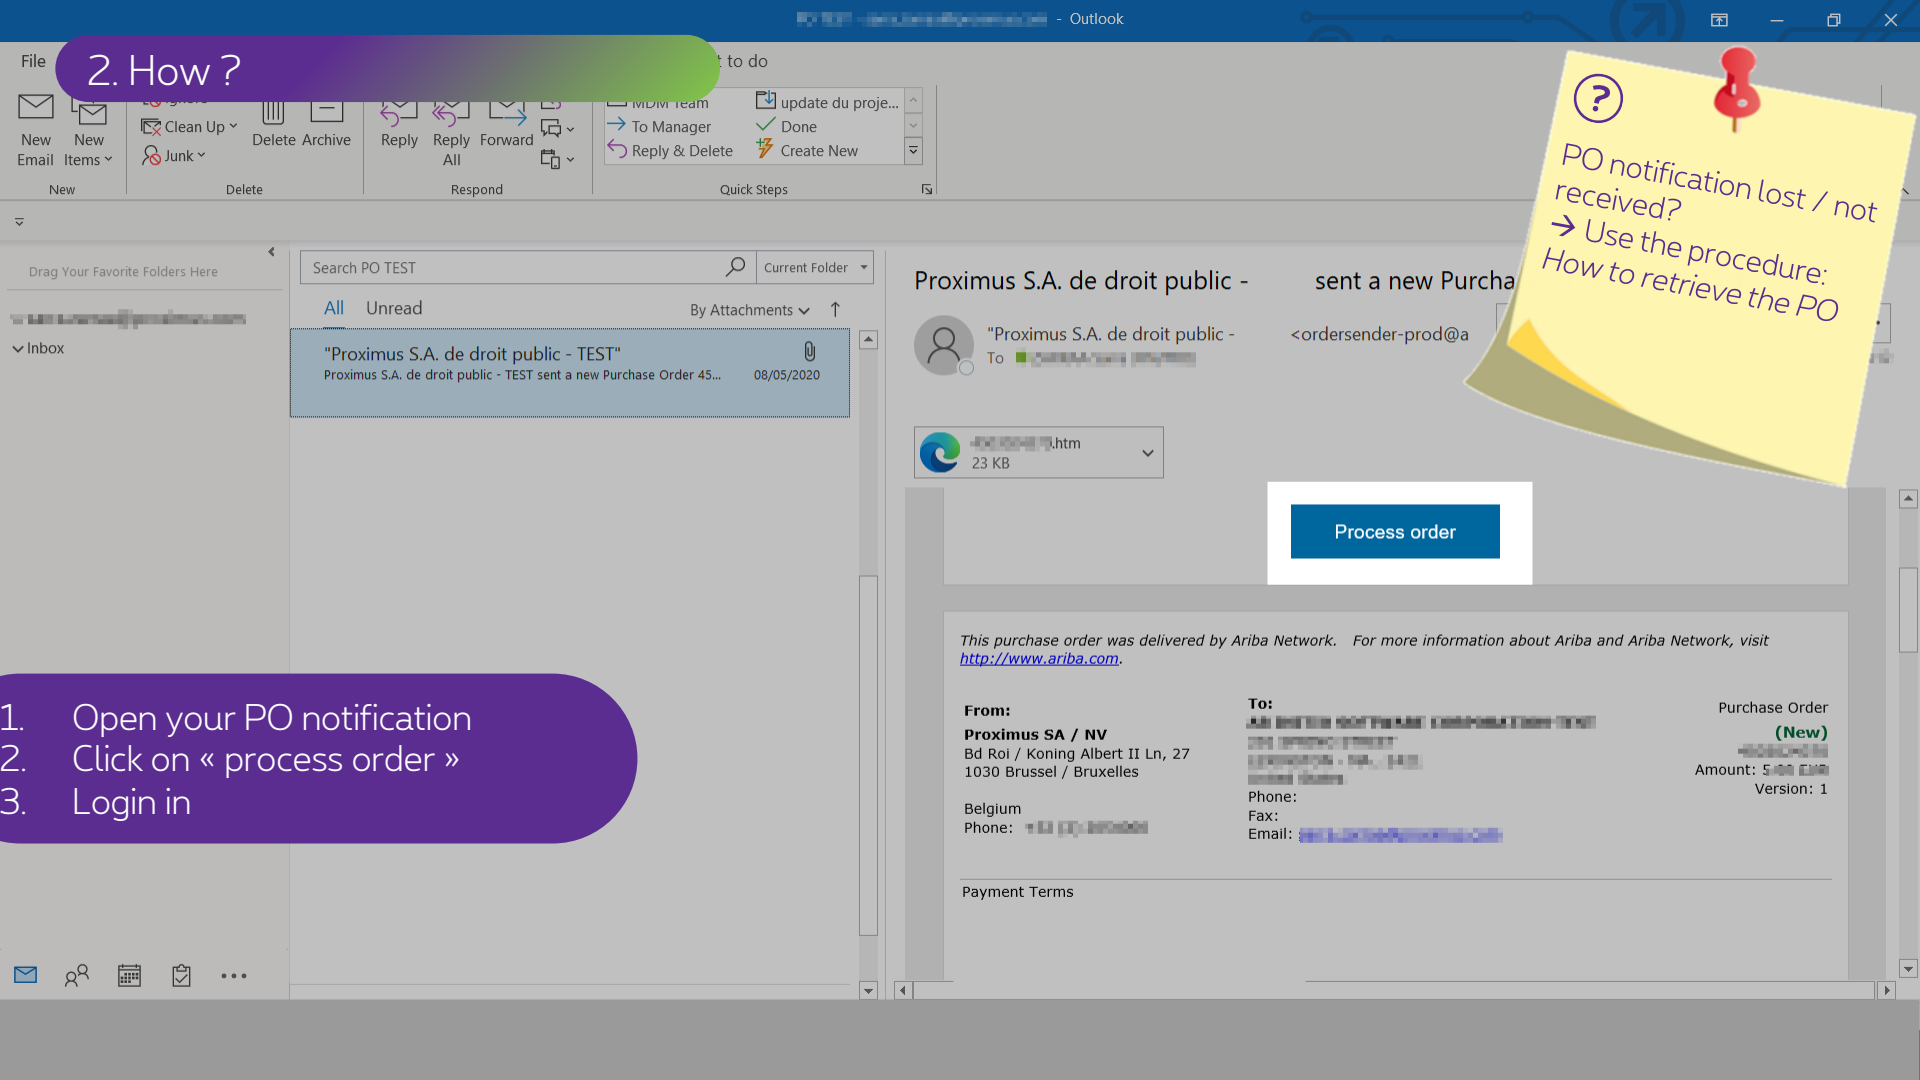 - Outlook
File
2. How ?
t to do
New
Email
New
Items
Clean Up
Junk
Delete
Archive
Reply
Reply
All
Forward
MDM Team
To Manager
Reply & Delete
update du proje...
Done
Create New
New
Delete
Respond
Quick Steps
?
PO notification lost / not
received?
→ Use the procedure:
How to retrieve the PO
Drag Your Favorite Folders Here
Inbox
Search PO TEST
Current Folder
All
Unread
By Attachments
"Proximus S.A. de droit public - TEST"
Proximus S.A. de droit public - TEST sent a new Purchase Order 45...
08/05/2020
Proximus S.A. de droit public - sent a new Purcha
"Proximus S.A. de droit public - <ordersender-prod@a
To
.htm
23 KB
Process order
This purchase order was delivered by Ariba Network. For more information about Ariba and Ariba Network, visit
http://www.ariba.com.
From:
Proximus SA / NV
Bd Roi / Koning Albert II Ln, 27
1030 Brussel / Bruxelles
Belgium
Phone:
To:
Phone:
Fax:
Email:
Purchase Order
(New)
Amount:
Version: 1
Payment Terms
1. Open your PO notification
2. Click on « process order »
3. Login in